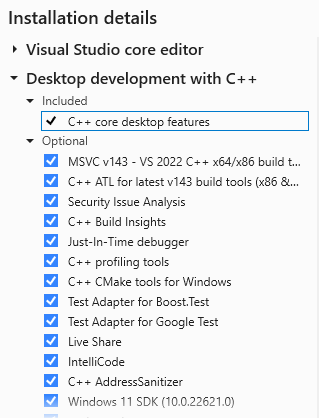 Installation details
Visual Studio core editor
Desktop development with C++
Included
C++ core desktop features
Optional
MSVC v143 - VS 2022 C++ x64/x86 build t...
C++ ATL for latest v143 build tools (x86 &...
Security Issue Analysis
C++ Build Insights
Just-In-Time debugger
C++ profiling tools
C++ CMake tools for Windows
Test Adapter for Boost.Test
Test Adapter for Google Test
Live Share
IntelliCode
C++ AddressSanitizer
Windows 11 SDK (10.0.22621.0)